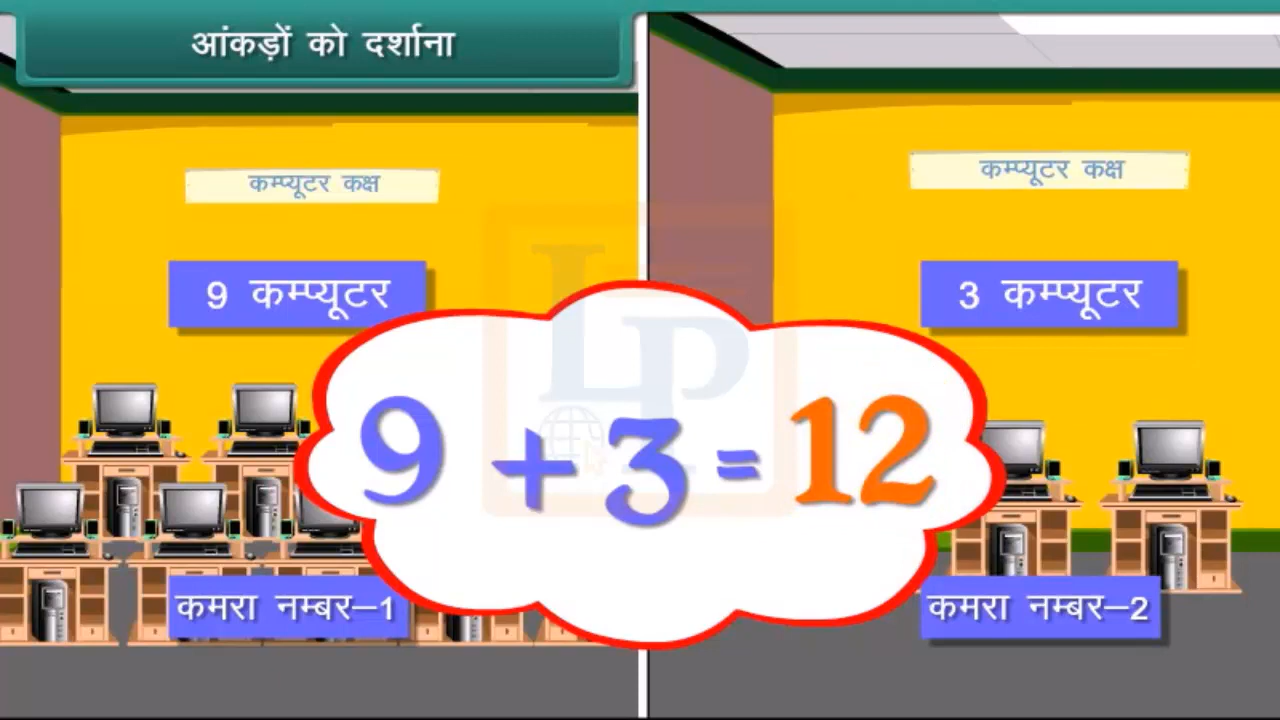 आंकड़ों को दर्शाना
कम्प्यूटर कक्ष
कम्प्यूटर कक्ष
9 कम्प्यूटर
3 कम्प्यूटर
LP
9 + 3 = 12
कमरा नम्बर–1
कमरा नम्बर–2